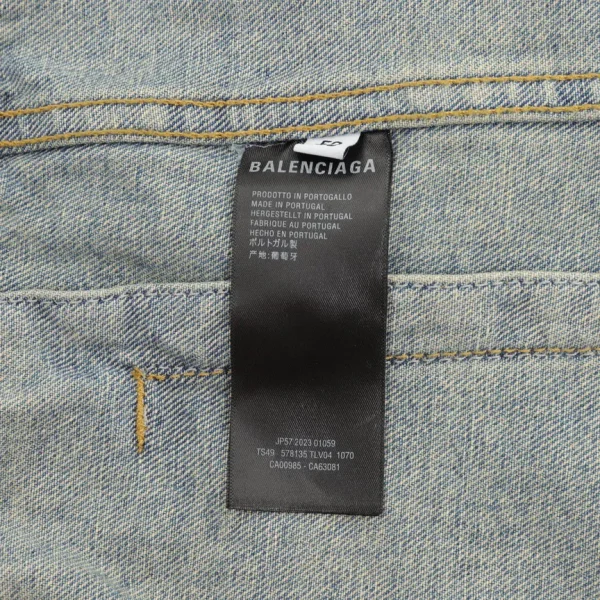 BALENCIAGA
PRODOTTO IN PORTOGALLO
MADE IN PORTUGAL
HERGESTELLT IN PORTUGAL
FABRIQUE AU PORTUGAL
HECHO EN PORTUGAL
ポルトガル製
产地:葡萄牙
JP57 2023 01059
TS49 578135 TLV04 1070
CA00985 - CA63081